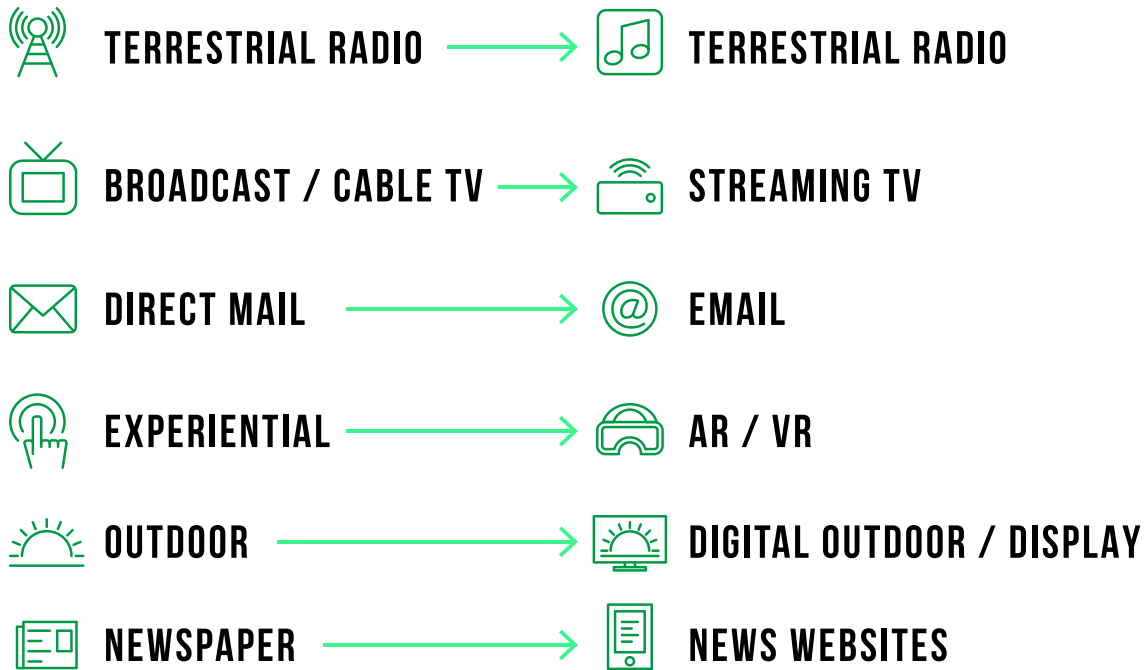 TERRESTRIAL RADIO TERRESTRIAL RADIO
BROADCAST / CABLE TV STREAMING TV
DIRECT MAIL EMAIL
EXPERIENTIAL AR / VR
OUTDOOR DIGITAL OUTDOOR / DISPLAY
NEWSPAPER NEWS WEBSITES